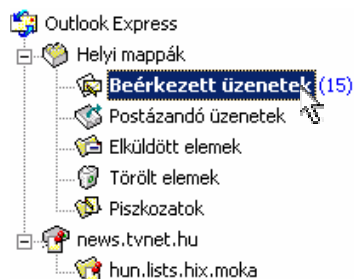 Outlook Express
Helyi mappák
Beérkezett üzenetek (15)
Postázandó üzenetek
Elküldött elemek
Törölt elemek
Piszkozatok
news.tvnet.hu
hun.lists.hix.moka